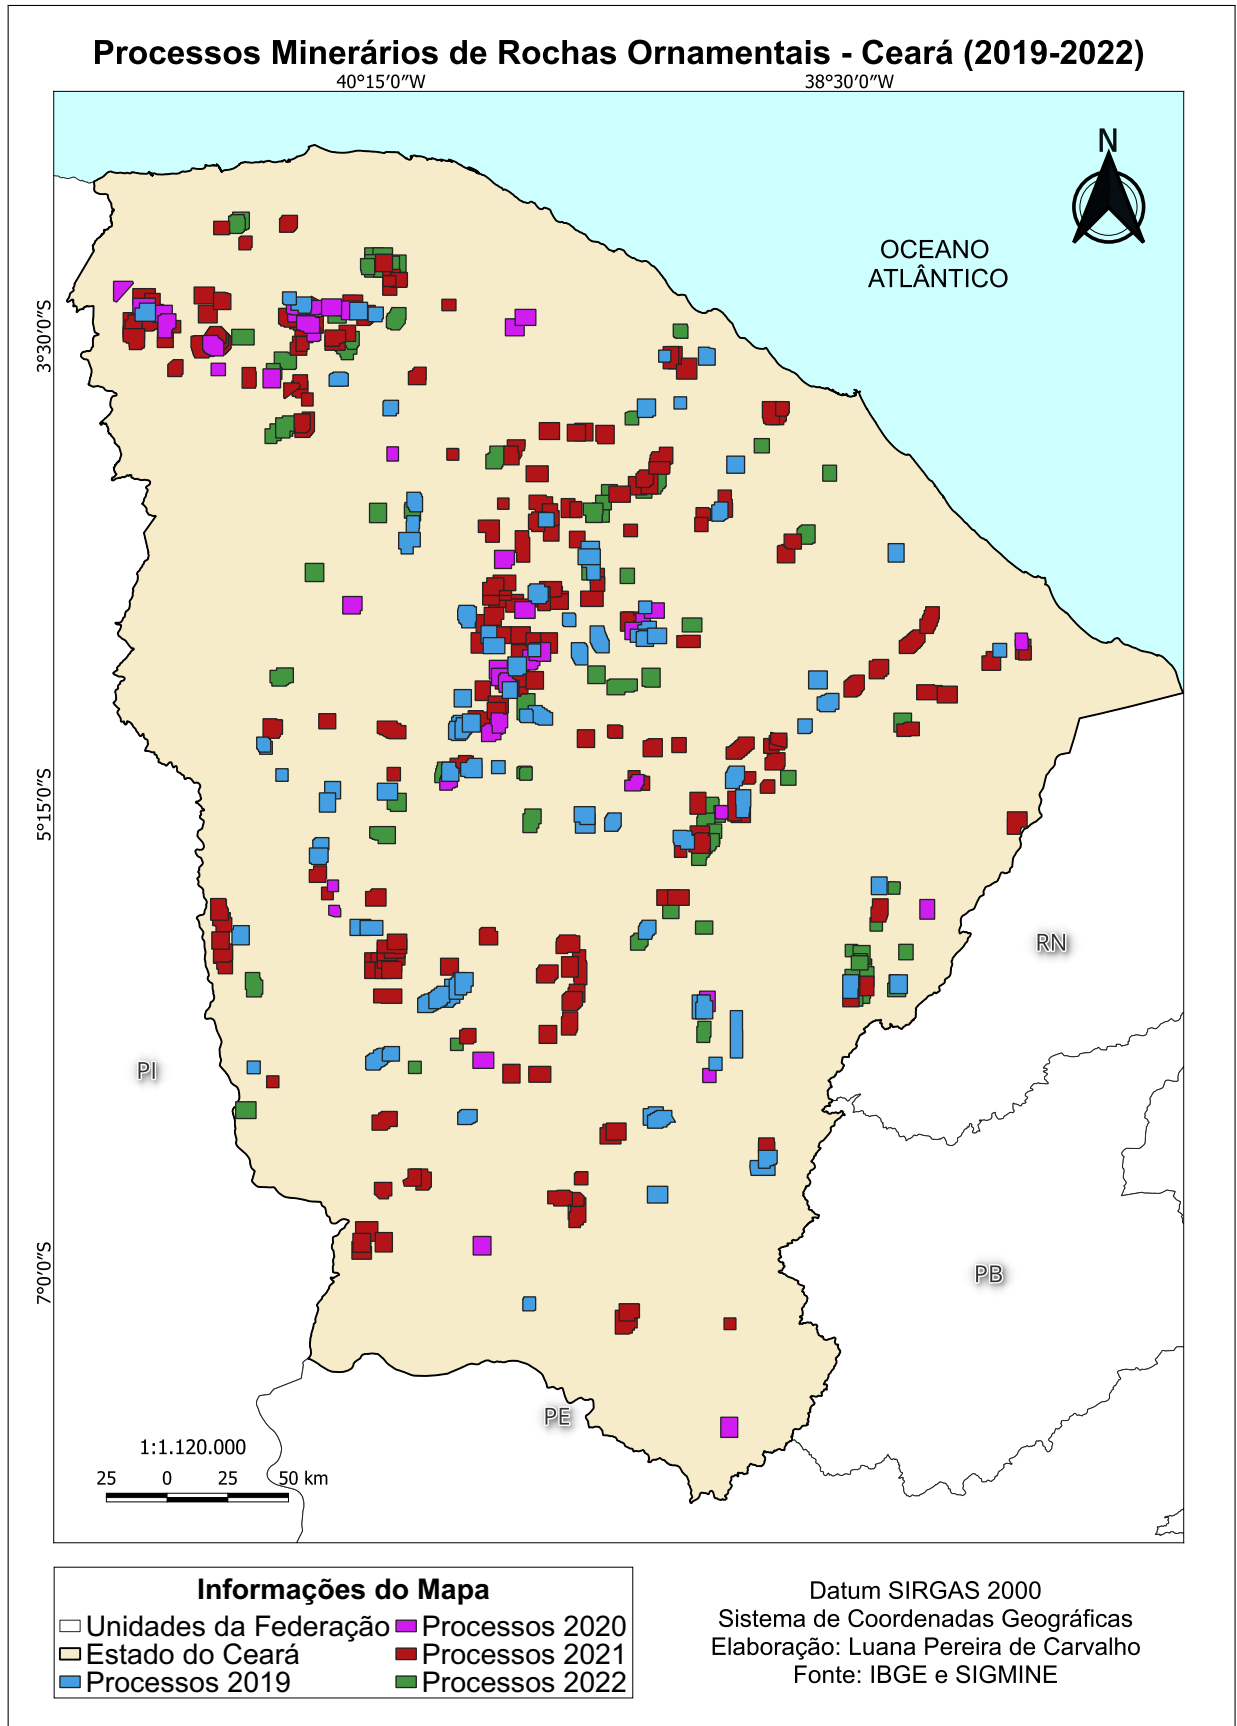 Processos Minerários de Rochas Ornamentais - Ceará (2019-2022)
40°15′0″W 38°30′0″W
N
OCEANO
ATLÂNTICO
3°30′0″S
5°15′0″S
RN
PI
7°0′0″S
PB
PE
1:1.120.000
25 0 25 50 km
Informações do Mapa
Unidades da Federação
Estado do Ceará
Processos 2019
Processos 2020
Processos 2021
Processos 2022
Datum SIRGAS 2000
Sistema de Coordenadas Geográficas
Elaboração: Luana Pereira de Carvalho
Fonte: IBGE e SIGMINE